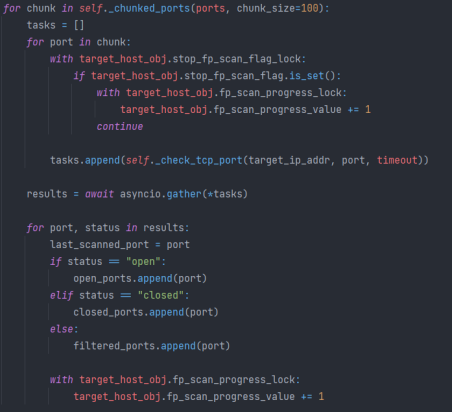 for chunk in self._chunked_ports(ports, chunk_size=100):
    tasks = []
    for port in chunk:
        with target_host_obj.stop_fp_scan_flag_lock:
            if target_host_obj.stop_fp_scan_flag.is_set():
                with target_host_obj.fp_scan_progress_lock:
                    target_host_obj.fp_scan_progress_value += 1
                continue

        tasks.append(self._check_tcp_port(target_ip_addr, port, timeout))

    results = await asyncio.gather(*tasks)

    for port, status in results:
        last_scanned_port = port
        if status == "open":
            open_ports.append(port)
        elif status == "closed":
            closed_ports.append(port)
        else:
            filtered_ports.append(port)

        with target_host_obj.fp_scan_progress_lock:
            target_host_obj.fp_scan_progress_value += 1